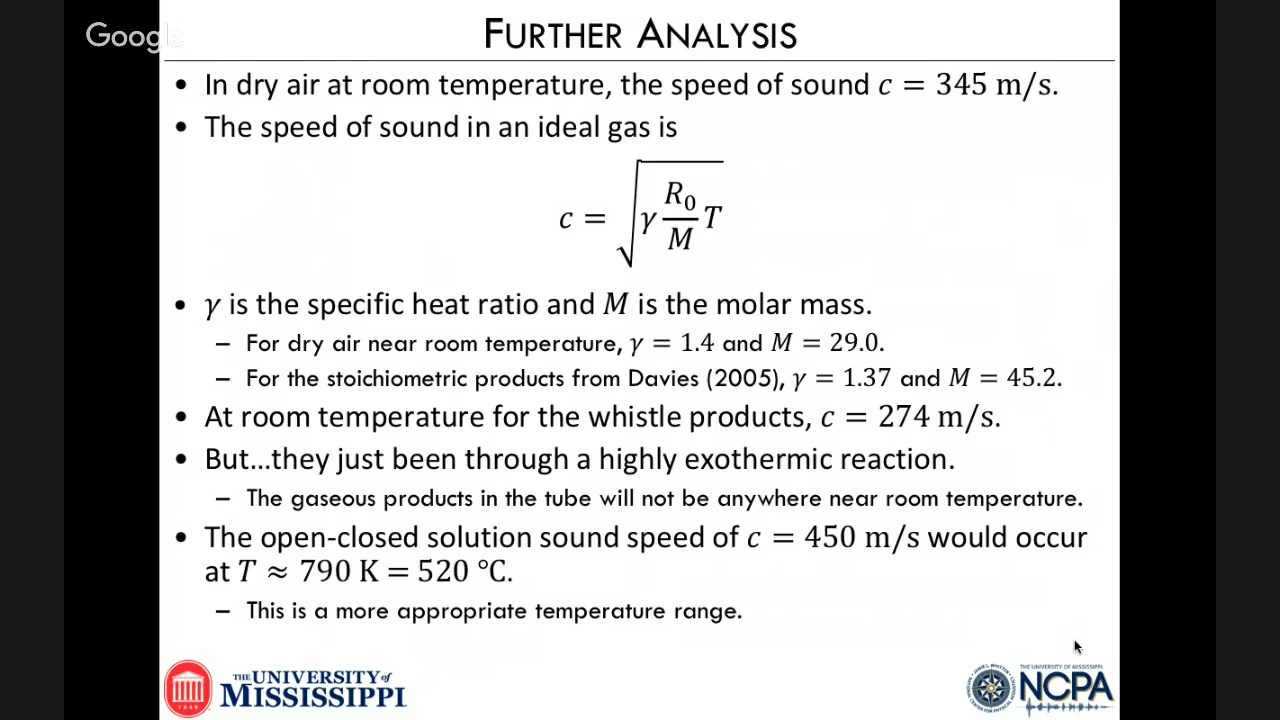 Google
FURTHER ANALYSIS
• In dry air at room temperature, the speed of sound c = 345 m/s.
• The speed of sound in an ideal gas is
c = √(γ R₀/M T)
• γ is the specific heat ratio and M is the molar mass.
– For dry air near room temperature, γ = 1.4 and M = 29.0.
– For the stoichiometric products from Davies (2005), γ = 1.37 and M = 45.2.
• At room temperature for the whistle products, c = 274 m/s.
• But...they just been through a highly exothermic reaction.
– The gaseous products in the tube will not be anywhere near room temperature.
• The open-closed solution sound speed of c = 450 m/s would occur
at T ≈ 790 K = 520 °C.
– This is a more appropriate temperature range.
1848
THE UNIVERSITY of
MISSISSIPPI
THE UNIVERSITY OF MISSISSIPPI
NCPA